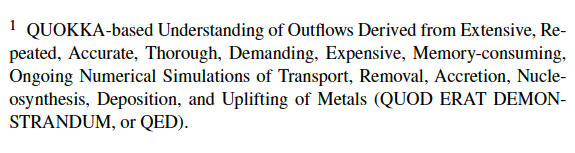 1 QUOKKA-based Understanding of Outflows Derived from Extensive, Re-
peated, Accurate, Thorough, Demanding, Expensive, Memory-consuming,
Ongoing Numerical Simulations of Transport, Removal, Accretion, Nucle-
osynthesis, Deposition, and Uplifting of Metals (QUOD ERAT DEMON-
STRANDUM, or QED).